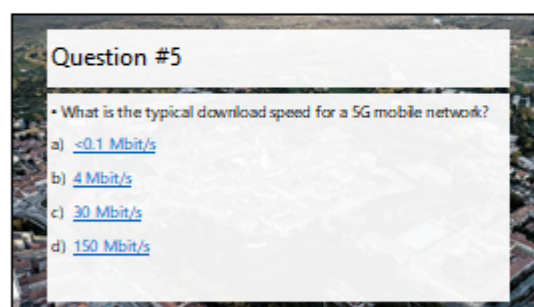 Question #5
• What is the typical download speed for a 5G mobile network?
a) <0.1 Mbit/s
b) 4 Mbit/s
c) 30 Mbit/s
d) 150 Mbit/s